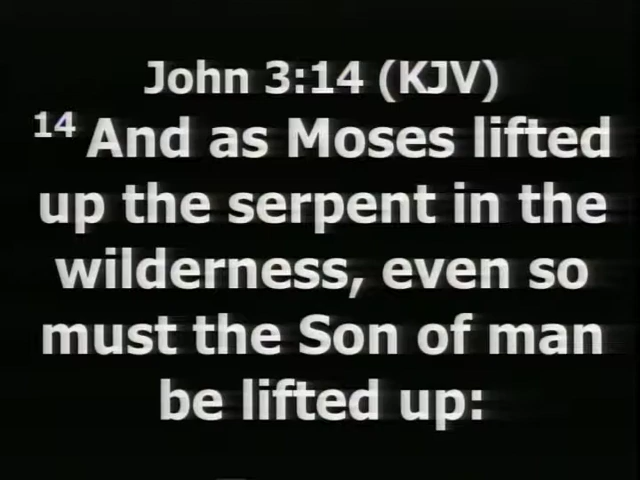 John 3:14 (KJV)
14 And as Moses lifted
up the serpent in the
wilderness, even so
must the Son of man
be lifted up: